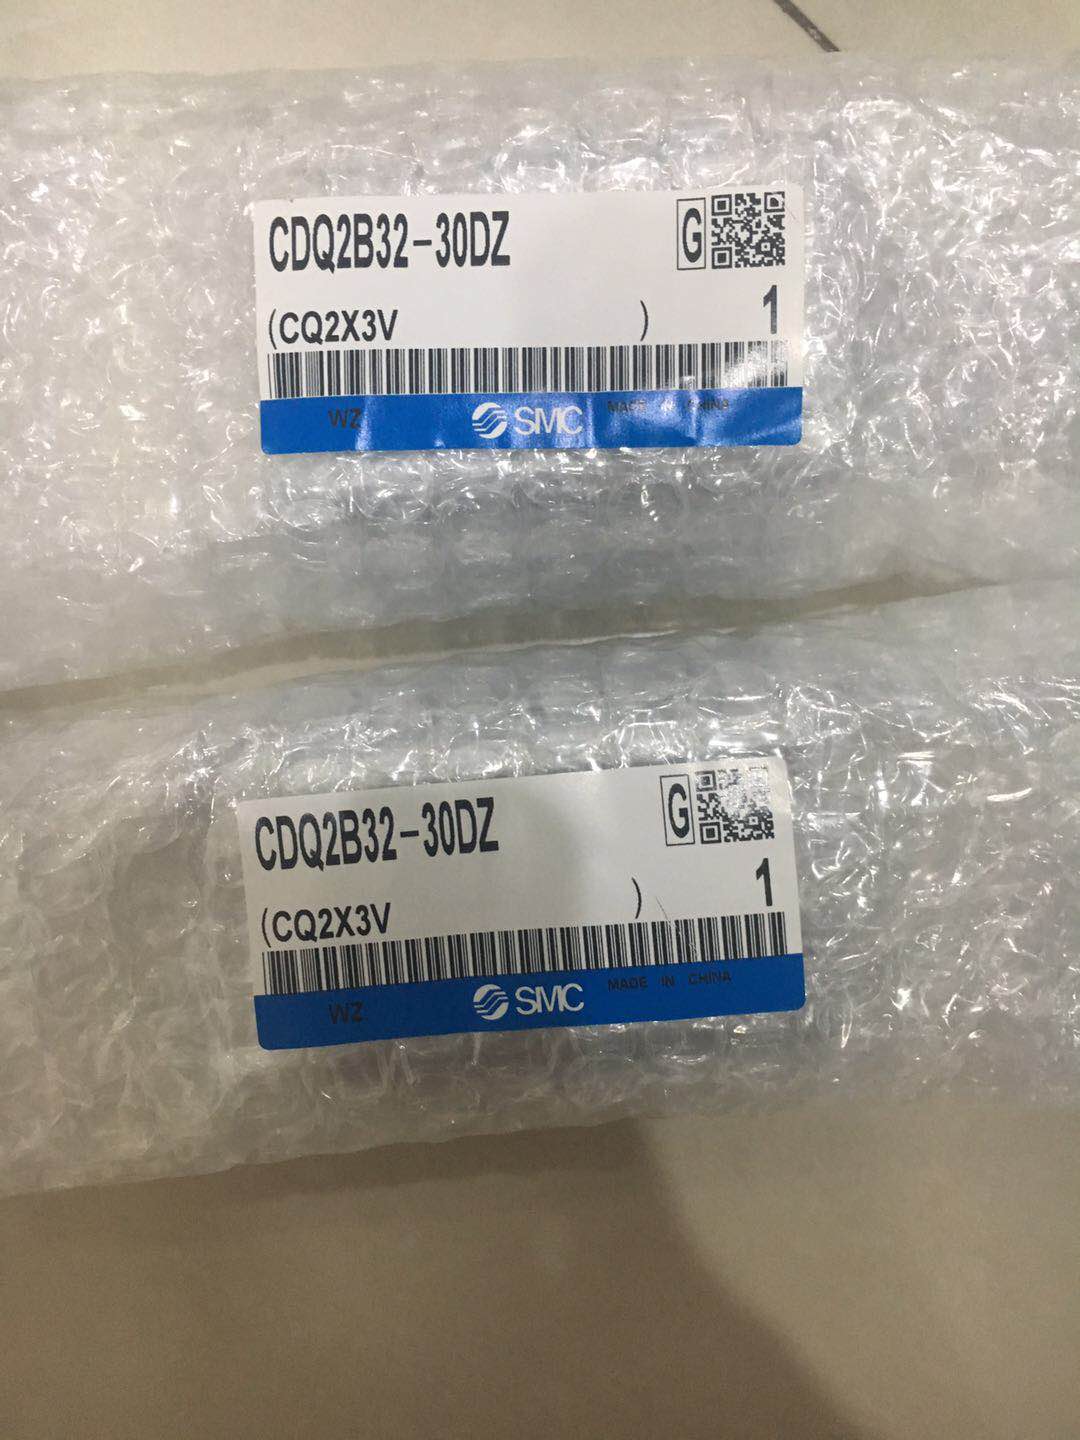 CDQ2B32-30DZ
G
(CQ2X3V )
1
WZ
SMC
MADE IN CHINA
CDQ2B32-30DZ
G
(CQ2X3V )
1
WZ
SMC
MADE IN CHINA